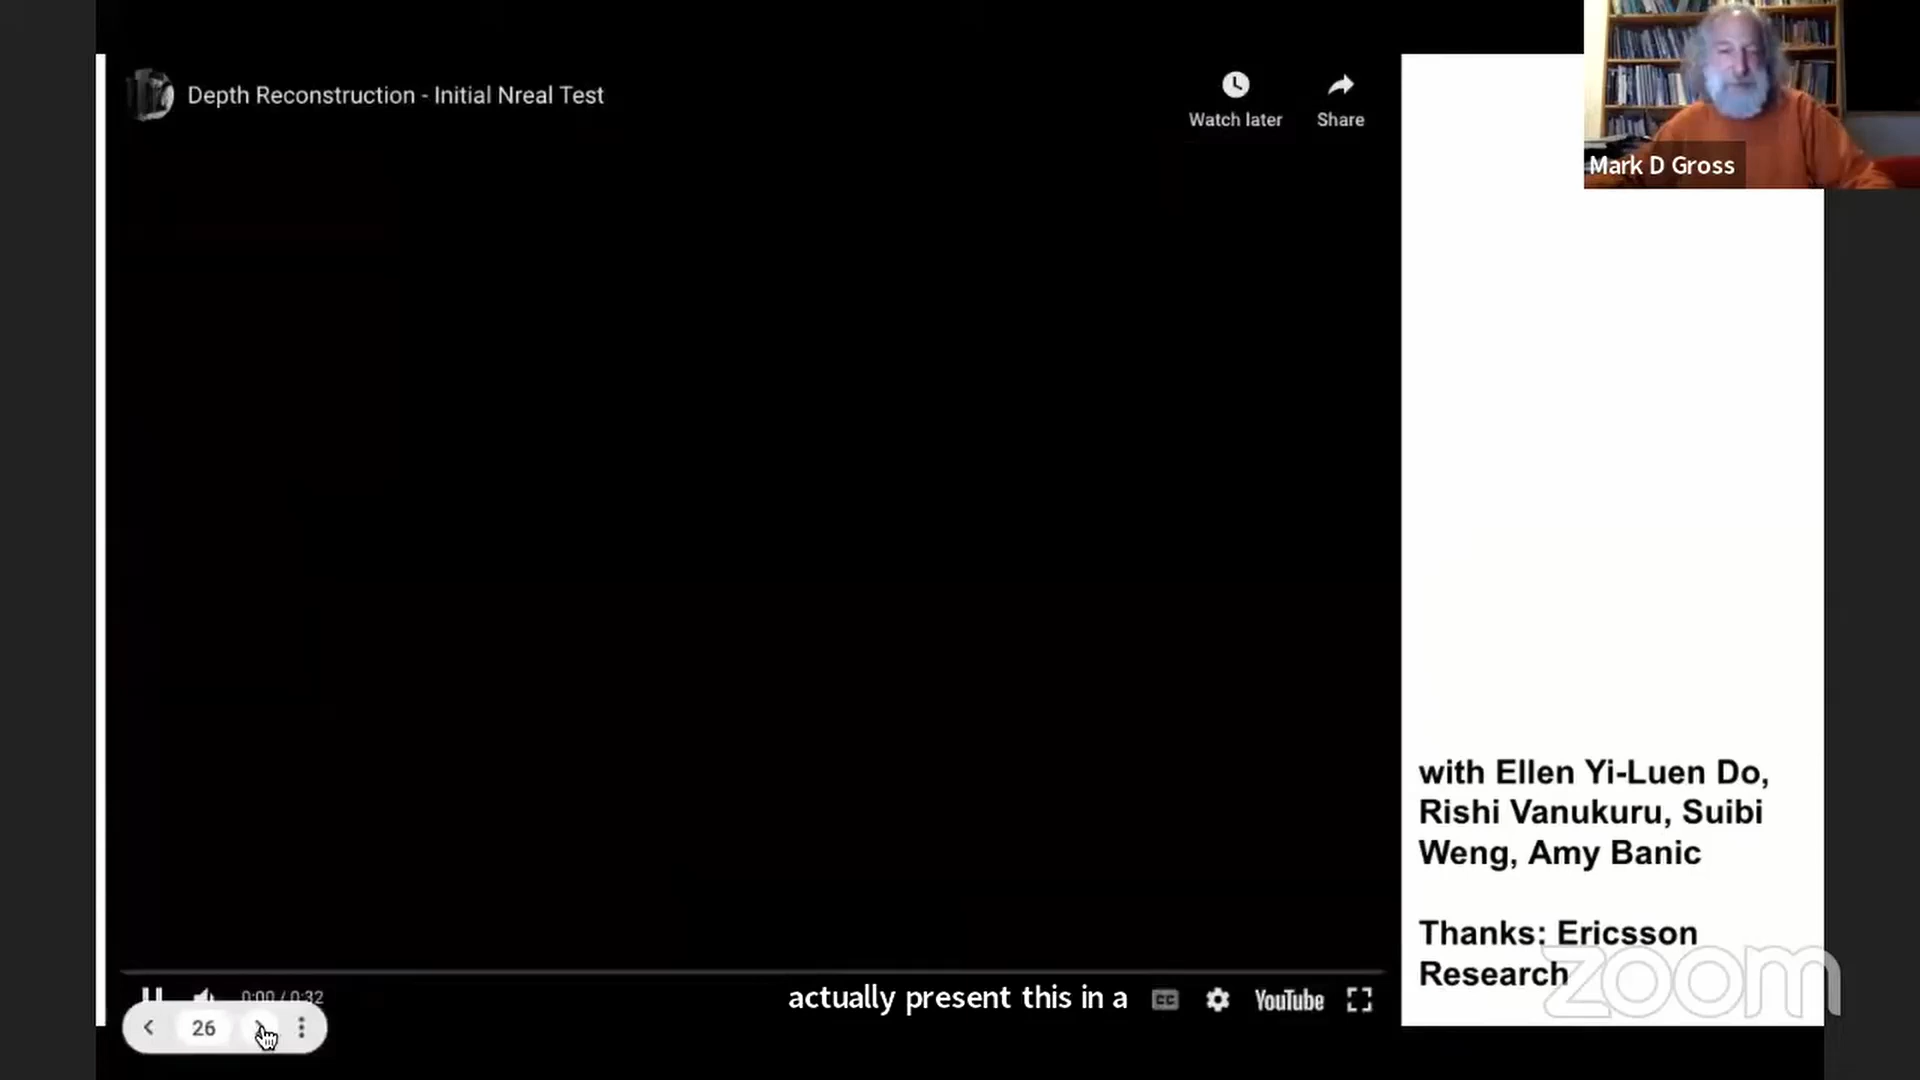 Depth Reconstruction - Initial Nreal Test
Watch later
Share
Mark D Gross
with Ellen Yi-Luen Do,
Rishi Vanukuru, Suibi
Weng, Amy Banic
Thanks: Ericsson
Research
zoom
0:00 / 0:32
actually present this in a
CC
YouTube
26